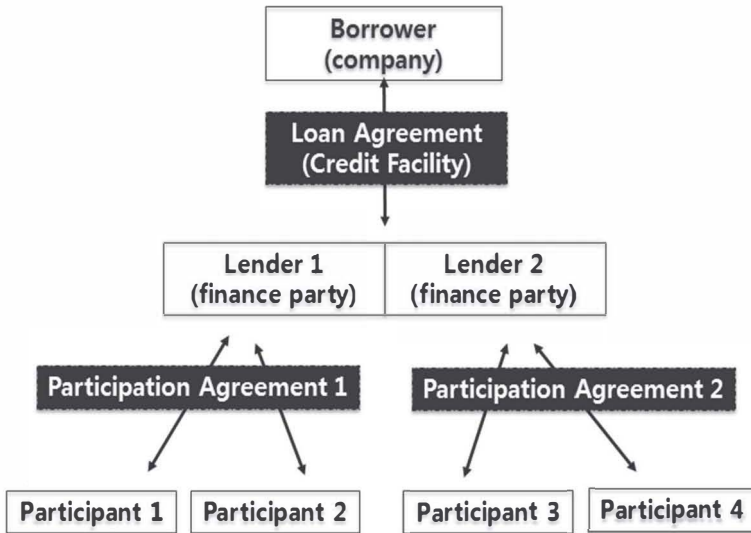 Borrower
(company)
Loan Agreement
(Credit Facility)
Lender 1
(finance party)
Lender 2
(finance party)
Participation Agreement 1
Participation Agreement 2
Participant 1
Participant 2
Participant 3
Participant 4